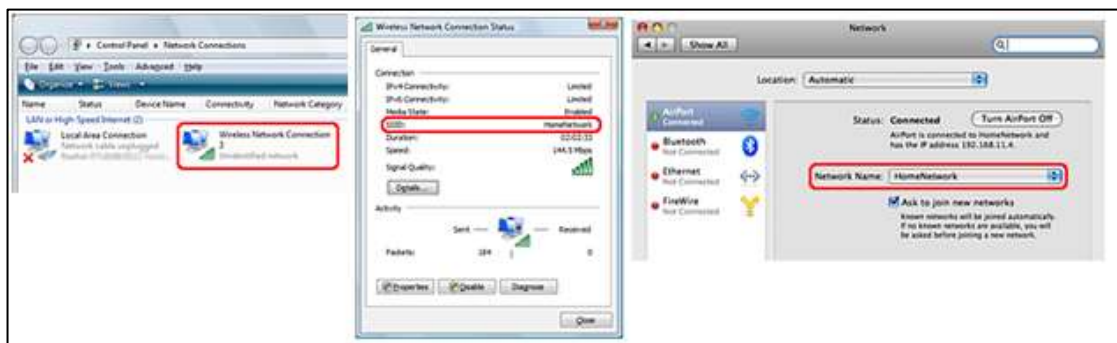 Control Panel ▸ Network Connections
File Edit View Tools Advanced Help
Organize Views
Name Status Device Name Connectivity Network Category
LAN or High-Speed Internet (2)
Local Area Connection
Network cable unplugged
Wireless Network Connection
2
Unidentified network
Wireless Network Connection Status
General
Connection
IPv4 Connectivity: Limited
IPv6 Connectivity: Limited
Media State: Enabled
SSID: HomeNetwork
Duration: 02:03:33
Speed: 144.5 Mbps
Signal Quality:
Details...
Activity
Sent Received
Packets: 184 0
Properties Disable Diagnose
Close
Network
Show All
Location: Automatic
AirPort
Connected
Bluetooth
Not Connected
Ethernet
Not Connected
FireWire
Not Connected
Status: Connected Turn AirPort Off
AirPort is connected to HomeNetwork and
has the IP address 192.168.11.4.
Network Name: HomeNetwork
Ask to join new networks
Known networks will be joined automatically.
If no known networks are available, you will
be asked before joining a new network.